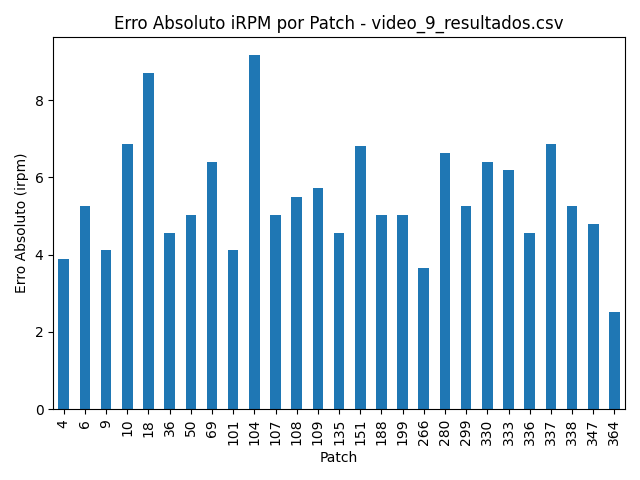 Erro Absoluto iRPM por Patch - video_9_resultados.csv
Erro Absoluto (irpm)
8
6
4
2
0
4 6 9 10 18 36 50 69 101 104 107 108 109 135 151 188 199 266 280 299 330 333 336 337 338 347 364
Patch